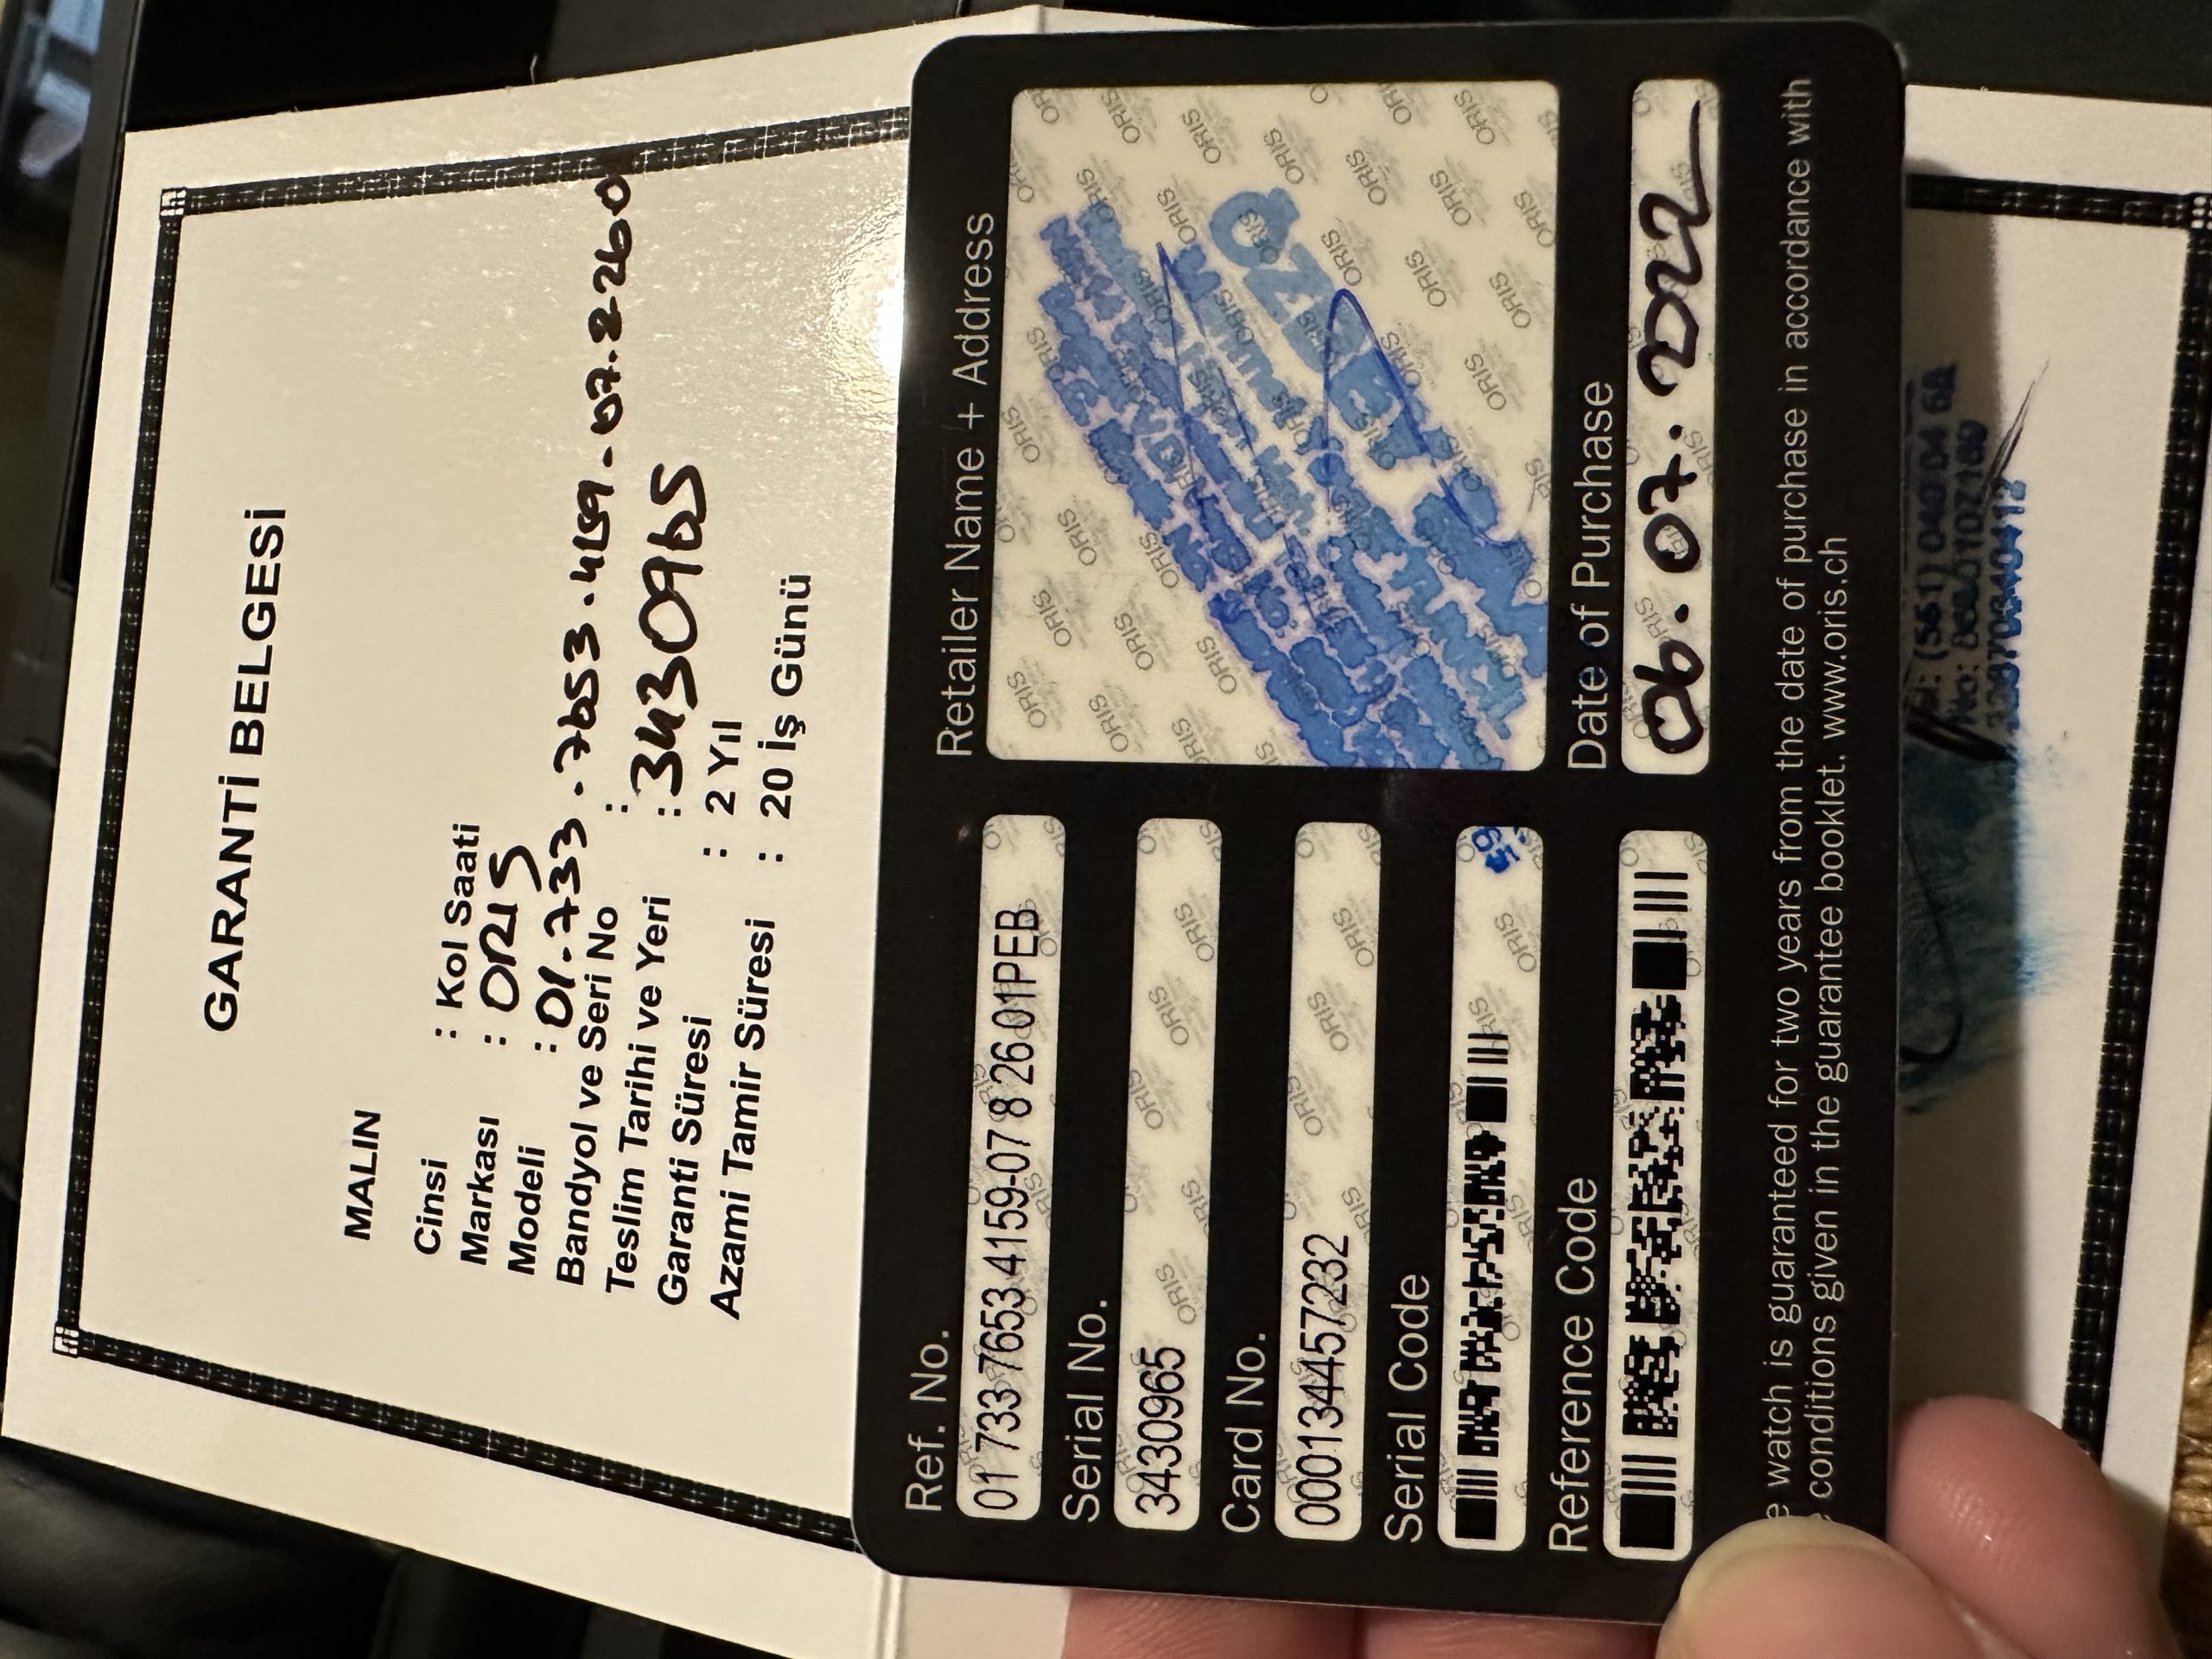 GARANTİ BELGESİ
MALIN
Cinsi : Kol Saati
Markası : ORIS
Modeli : 01.733.7653.4159.07.8.2260
Bandyol ve Seri No :
Teslim Tarihi ve Yeri : 3430965
Garanti Süresi : 2 Yıl
Azami Tamir Süresi : 20 İş Günü
Ref. No.
01 733 7653 4159-07 8 26 01PEB
Serial No.
3430965
Card No.
000134457232
Serial Code
65
Reference Code
Retailer Name + Address
Date of Purchase
06.07.2022
e watch is guaranteed for two years from the date of purchase in accordance with
conditions given in the guarantee booklet. www.oris.ch